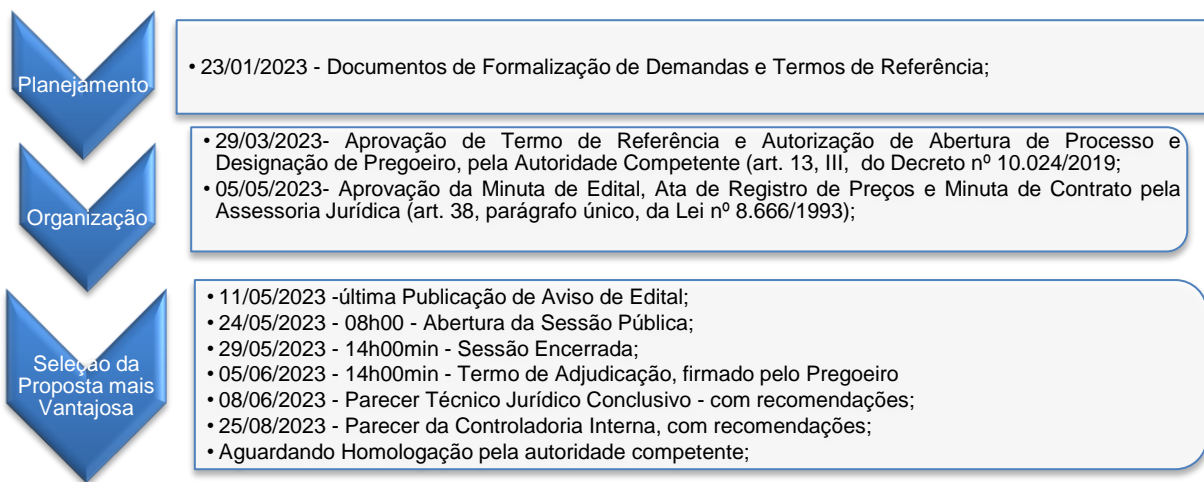 Planejamento
• 23/01/2023 - Documentos de Formalização de Demandas e Termos de Referência;
Organização
• 29/03/2023- Aprovação de Termo de Referência e Autorização de Abertura de Processo e
Designação de Pregoeiro, pela Autoridade Competente (art. 13, III, do Decreto nº 10.024/2019;
• 05/05/2023- Aprovação da Minuta de Edital, Ata de Registro de Preços e Minuta de Contrato pela
Assessoria Jurídica (art. 38, parágrafo único, da Lei nº 8.666/1993);
Seleção da
Proposta mais
Vantajosa
• 11/05/2023 -última Publicação de Aviso de Edital;
• 24/05/2023 - 08h00 - Abertura da Sessão Pública;
• 29/05/2023 - 14h00min - Sessão Encerrada;
• 05/06/2023 - 14h00min - Termo de Adjudicação, firmado pelo Pregoeiro
• 08/06/2023 - Parecer Técnico Jurídico Conclusivo - com recomendações;
• 25/08/2023 - Parecer da Controladoria Interna, com recomendações;
• Aguardando Homologação pela autoridade competente;